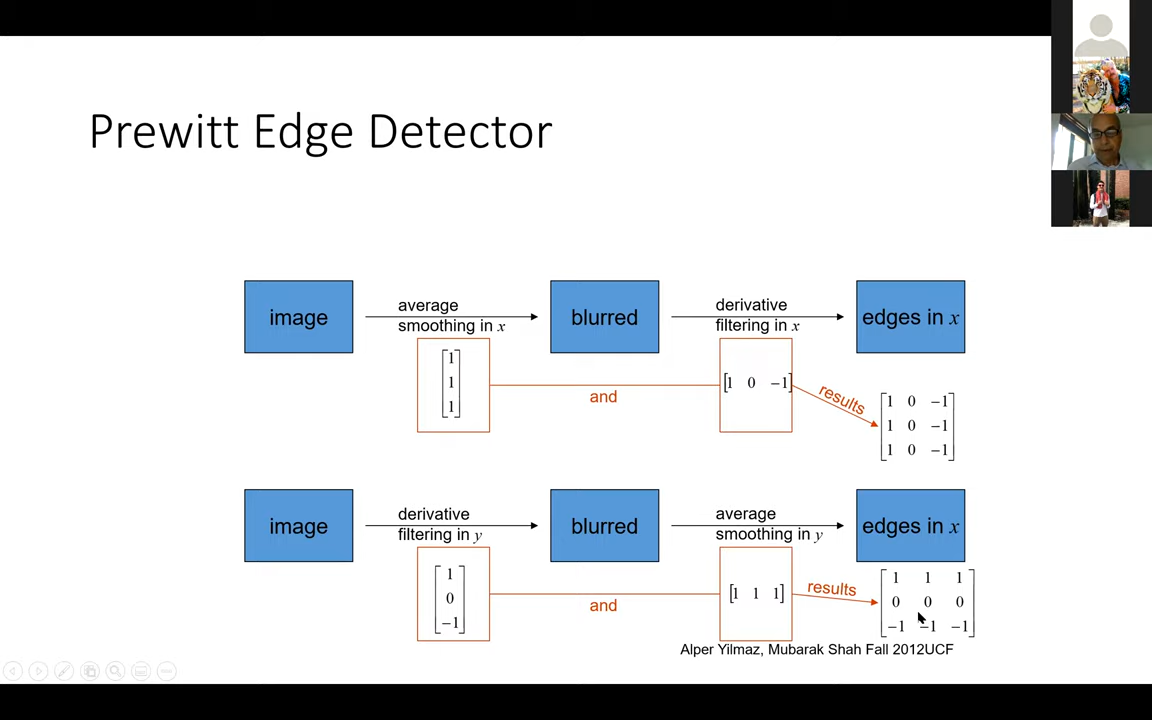 Prewitt Edge Detector
image
average
smoothing in x
blurred
derivative
filtering in x
edges in x
1
1
1
and
[1 0 −1]
results
1 0 −1
1 0 −1
1 0 −1
image
derivative
filtering in y
blurred
average
smoothing in y
edges in x
1
0
−1
and
[1 1 1]
results
1 1 1
0 0 0
−1 −1 −1
Alper Yilmaz, Mubarak Shah Fall 2012UCF